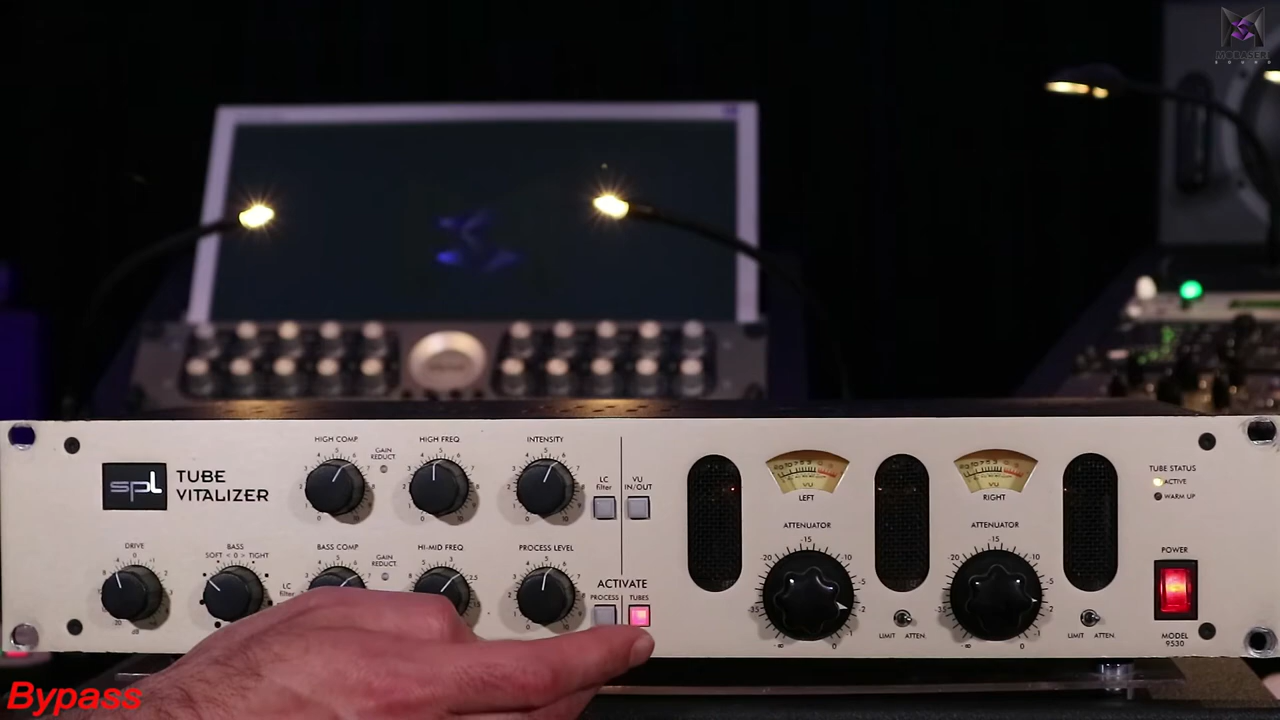 MOBASER
SOUND
spl
TUBE
VITALIZER
HIGH COMP.
GAIN
REDUCT.
HIGH FREQ.
INTENSITY
LC
filter
VU
IN/OUT
LEFT
VU
RIGHT
VU
TUBE STATUS
ACTIVE
WARM UP
DRIVE
BASS
SOFT < 0 > TIGHT
LC
filter
BASS COMP
GAIN
REDUCT.
HI-MID FREQ.
PROCESS LEVEL
ACTIVATE
PROCESS
TUBES
ATTENUATOR
ATTENUATOR
LIMIT ATTEN.
LIMIT ATTEN.
POWER
MODEL
9530
Bypass